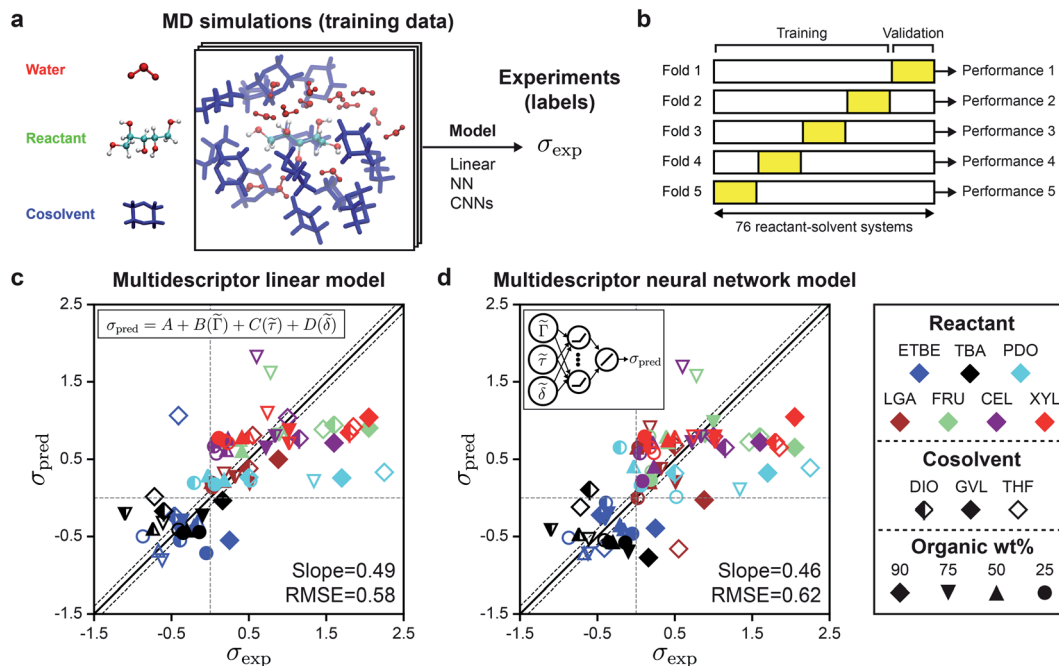 a
MD simulations (training data)
Water
Reactant
Cosolvent
Experiments
(labels)
Model
Linear
NN
CNNs
σexp
b
Training
Validation
Fold 1
Performance 1
Fold 2
Performance 2
Fold 3
Performance 3
Fold 4
Performance 4
Fold 5
Performance 5
76 reactant-solvent systems
c
Multidescriptor linear model
σpred = A + B(Γ̃) + C(τ̃) + D(δ̃)
2.5
1.5
0.5
-0.5
-1.5
σpred
Slope=0.49
RMSE=0.58
-1.5 -0.5 0.5 1.5 2.5
σexp
d
Multidescriptor neural network model
Γ̃
τ̃
δ̃
σpred
2.5
1.5
0.5
-0.5
-1.5
σpred
Slope=0.46
RMSE=0.62
-1.5 -0.5 0.5 1.5 2.5
σexp
Reactant
ETBE TBA PDO
LGA FRU CEL XYL
Cosolvent
DIO GVL THF
Organic wt%
90 75 50 25